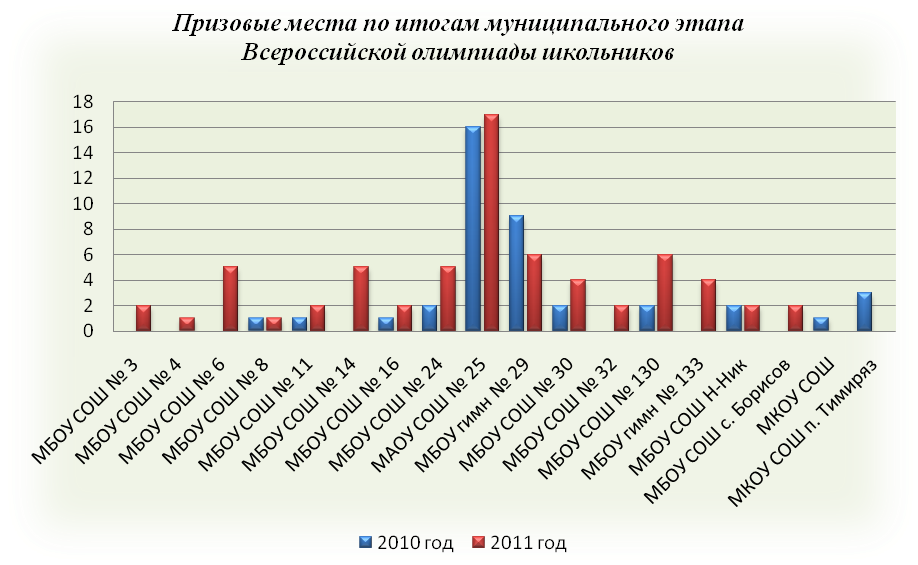 Призовые места по итогам муниципального этапа
Всероссийской олимпиады школьников
18
16
14
12
10
8
6
4
2
0
МБОУ СОШ № 3
МБОУ СОШ № 4
МБОУ СОШ № 6
МБОУ СОШ № 8
МБОУ СОШ № 11
МБОУ СОШ № 14
МБОУ СОШ № 16
МБОУ СОШ № 24
МАОУ СОШ № 25
МБОУ гимн № 29
МБОУ СОШ № 30
МБОУ СОШ № 32
МБОУ СОШ № 130
МБОУ гимн № 133
МБОУ СОШ Н-Ник
МБОУ СОШ с. Борисов
МКОУ СОШ
МКОУ СОШ п. Тимиряз
2010 год
2011 год